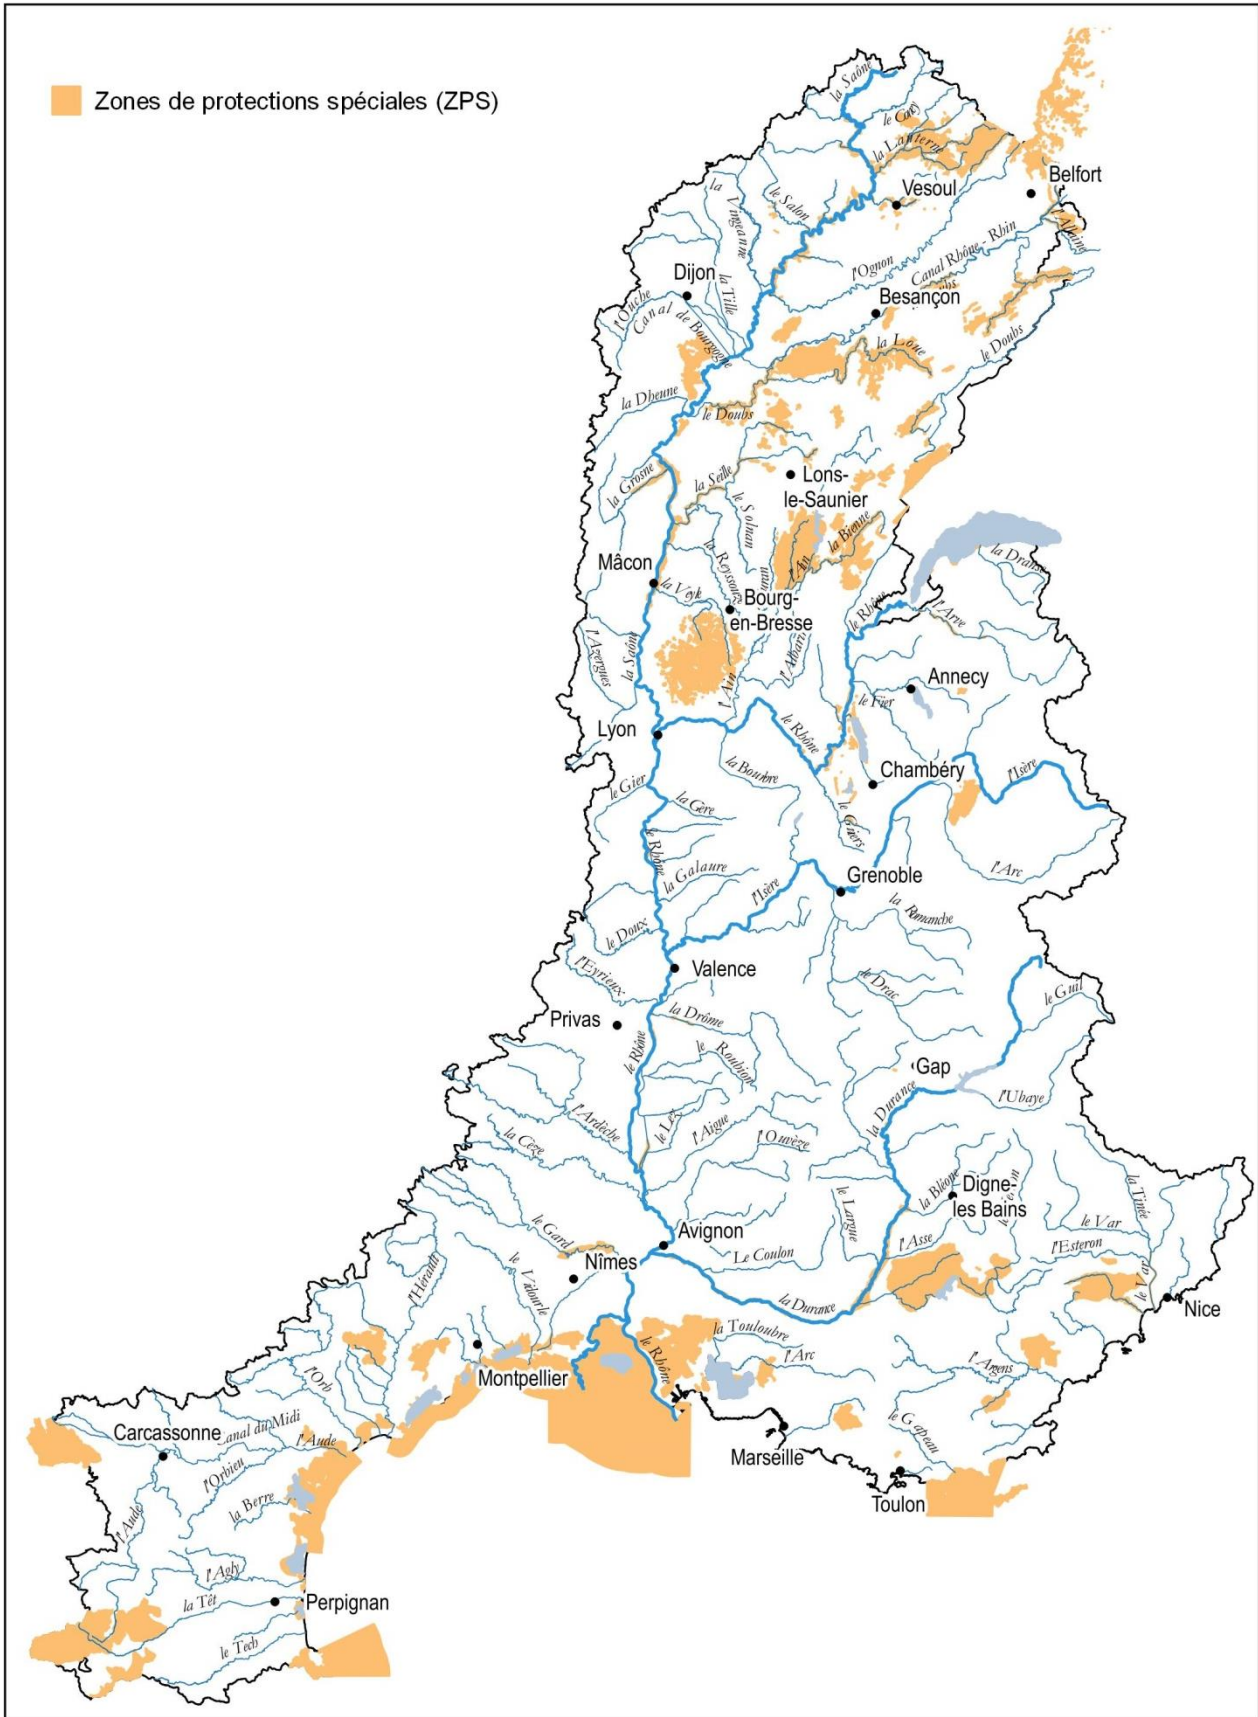 Zones de protections spéciales (ZPS)
la Saône
le Coney
la Lanterne
Belfort
Vesoul
la Vingeanne
le Salon
l'Allaine
Canal Rhône - Rhin
l'Ognon
Dijon
la Tille
Besançon
l'Ouche
Canal de Bourgogne
la Loue
le Doubs
la Dheune
le Doubs
la Grosne
la Seille
Lons-
le-Saunier
le Solnan
la Bienne
l'Ain
la Dranse
Mâcon
la Reyssouze
la Veyle
Bourg-
en-Bresse
le Rhône
l'Arve
l'Azergues
la Saône
l'Albarine
l'Ain
Annecy
le Fier
Lyon
le Rhône
la Bourbre
Chambéry
l'Isère
le Gier
la Gère
le Guiers
le Rhône
la Galaure
l'Isère
Grenoble
l'Arc
la Romanche
le Doux
Valence
l'Eyrieux
le Drac
le Guil
Privas
la Drôme
le Rhône
le Roubion
Gap
l'Ubaye
la Durance
l'Ardèche
le Lez
l'Aigue
l'Ouvèze
la Cèze
la Bléone
Digne-
les Bains
la Tinée
le Largue
le Var
le Gard
Avignon
l'Asse
l'Esteron
Le Coulon
Nîmes
l'Hérault
le Vidourle
la Durance
le Var
Nice
la Touloubre
le Rhône
l'Arc
l'Argens
Montpellier
l'Orb
Canal du Midi
Carcassonne
l'Aude
le Gapeau
Marseille
l'Orbieu
la Berre
Toulon
l'Aude
l'Agly
la Têt
Perpignan
le Tech